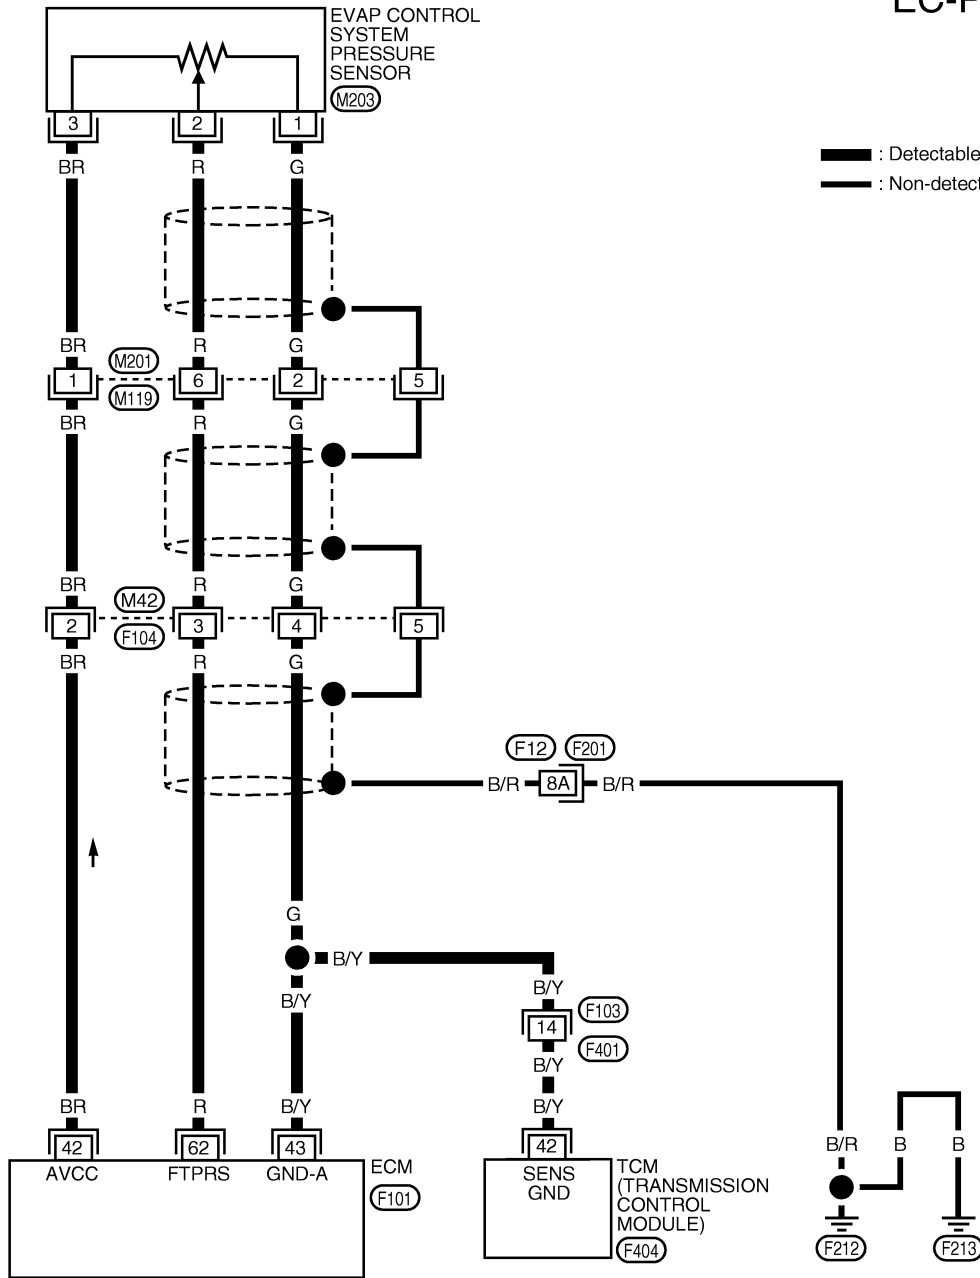 EC-P
EVAP CONTROL
SYSTEM
PRESSURE
SENSOR
M203
3 2 1
: Detectable
: Non-detect
BR R G
BR R G
M201
1 6 2 5
M119
BR R G
BR R G
M42
2 3 4 5
F104
BR R G
F12 F201
B/R 8A B/R
G
B/Y
B/Y B/Y
F103
14
F401
B/Y
BR R B/Y B/Y
42 62 43 42
B/R B B
AVCC FTPRS GND-A
ECM
F101
SENS
GND
TCM
(TRANSMISSION
CONTROL
MODULE)
F404
F212 F213